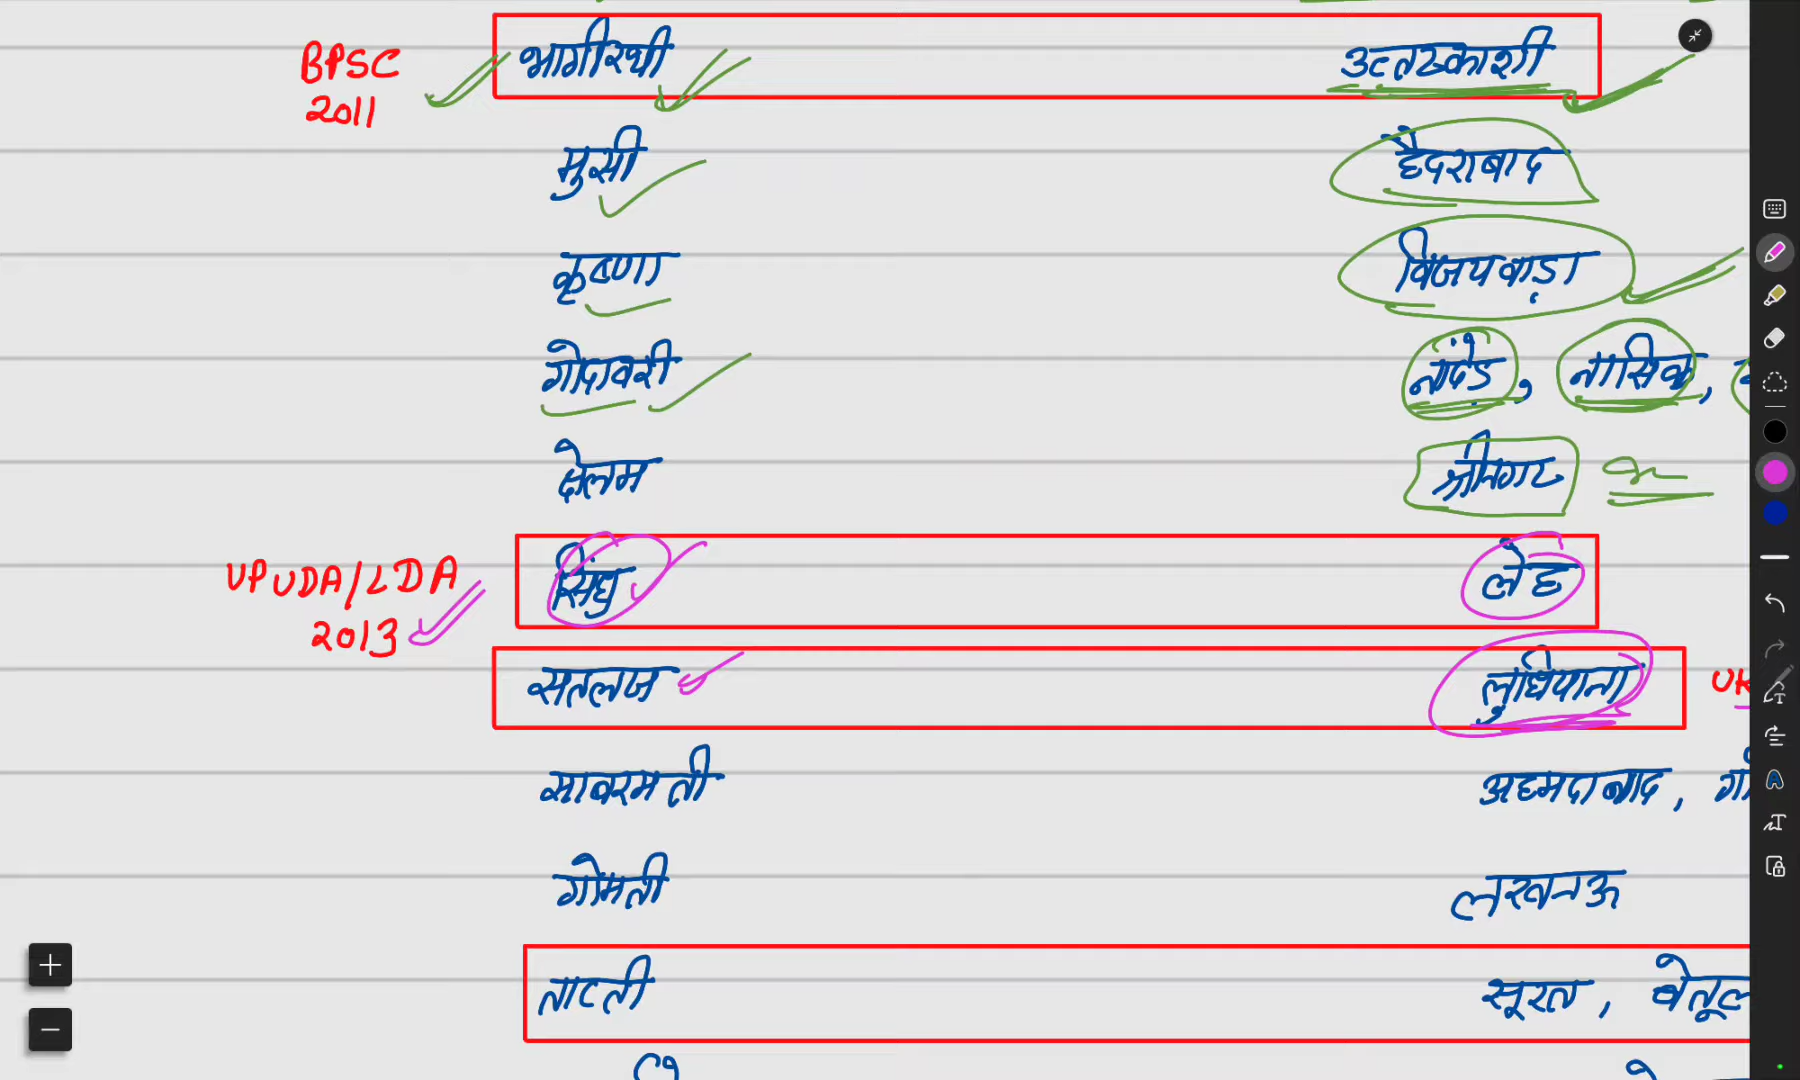 BPSC 2011 भागीरथी उत्तरकाशी
मुसी हैदराबाद
कृष्णा विजयवाड़ा
गोदावरी नांदेड, नासिक,
झेलम श्रीनगर
UPUDA/LDA 2013 सिंधु लेह
सतलज लुधियाना UK
साबरमती अहमदाबाद,
गोमती लखनऊ
ताप्ती सूरत, बेतूल